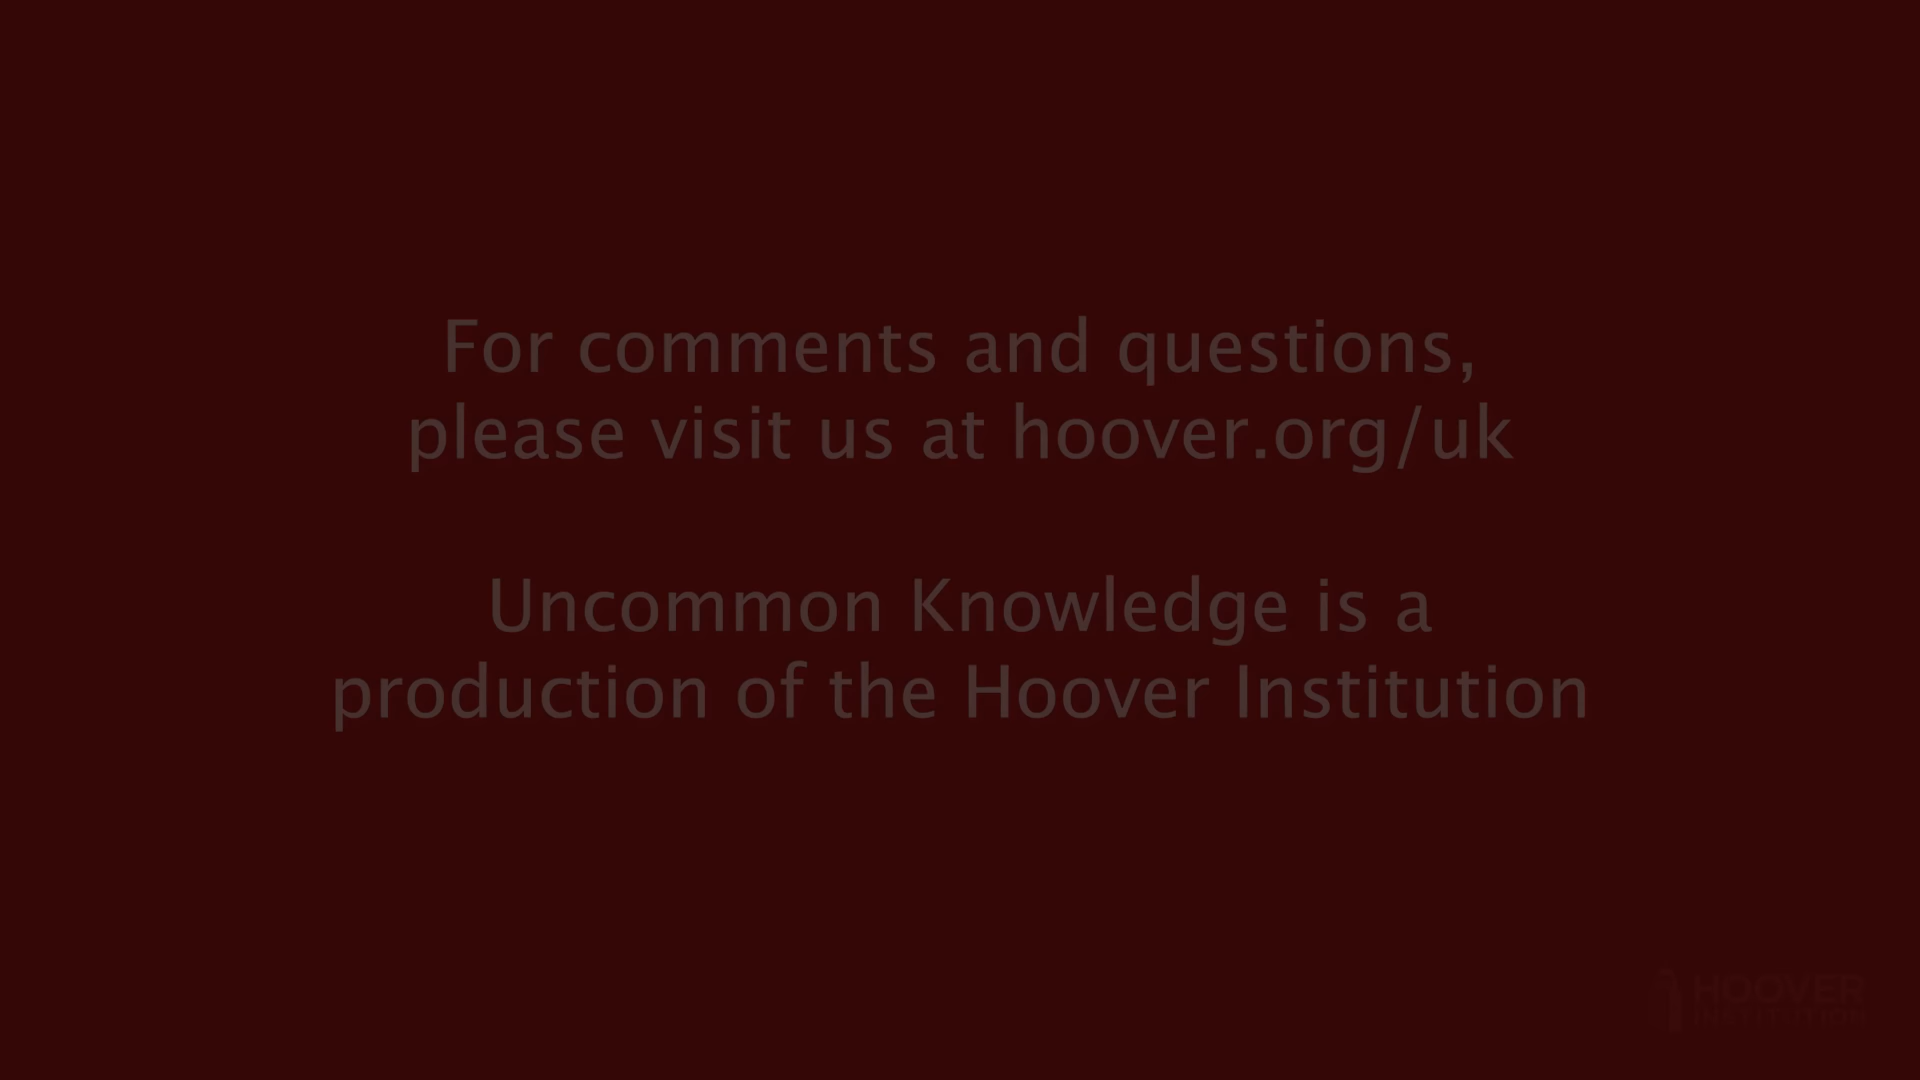 For comments and questions,
please visit us at hoover.org/uk
Uncommon Knowledge is a
production of the Hoover Institution
HOOVER
INSTITUTION